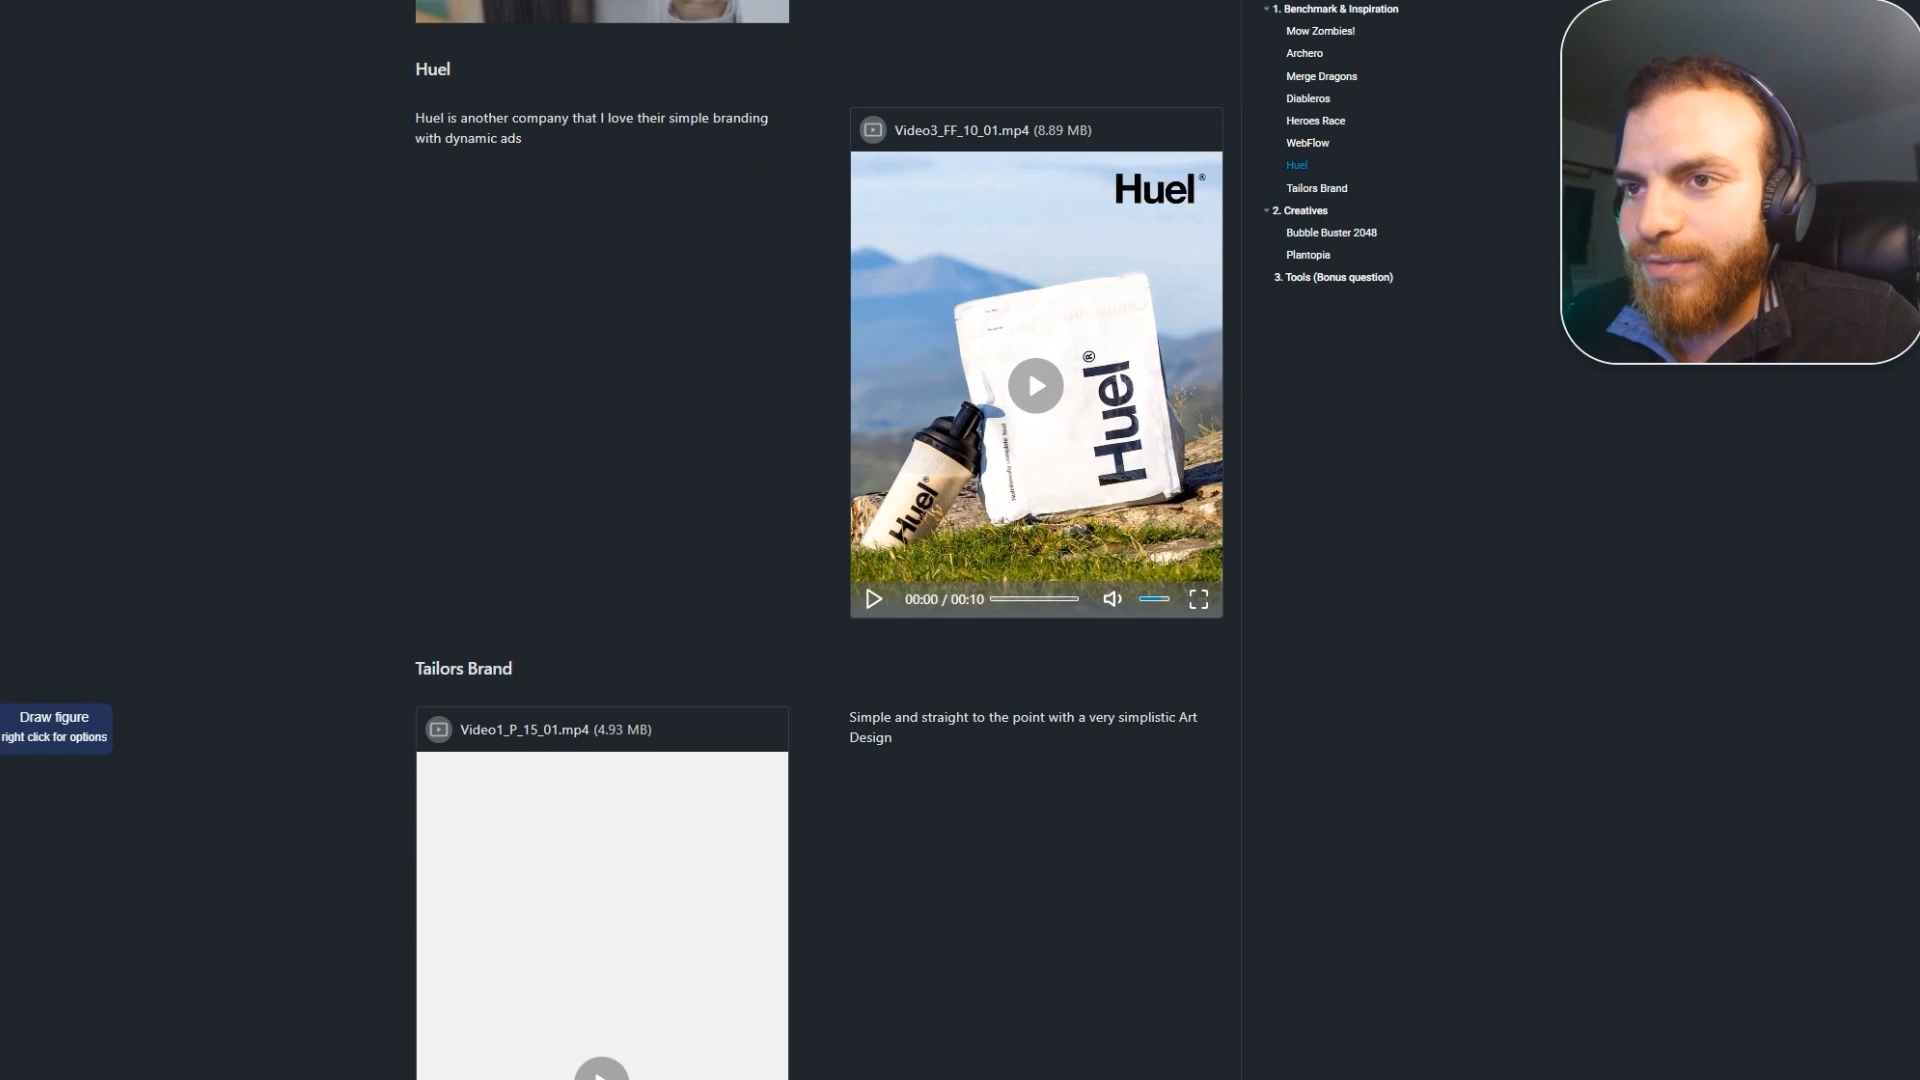 Huel
Huel is another company that I love their simple branding
with dynamic ads
Video3_FF_10_01.mp4 (8.89 MB)
Huel®
Huel®
Huel®
00:00 / 00:10
Tailors Brand
Video1_P_15_01.mp4 (4.93 MB)
Simple and straight to the point with a very simplistic Art
Design
Draw figure
right click for options
1. Benchmark & Inspiration
Mow Zombies!
Archero
Merge Dragons
Diableros
Heroes Race
WebFlow
Huel
Tailors Brand
2. Creatives
Bubble Buster 2048
Plantopia
3. Tools (Bonus question)